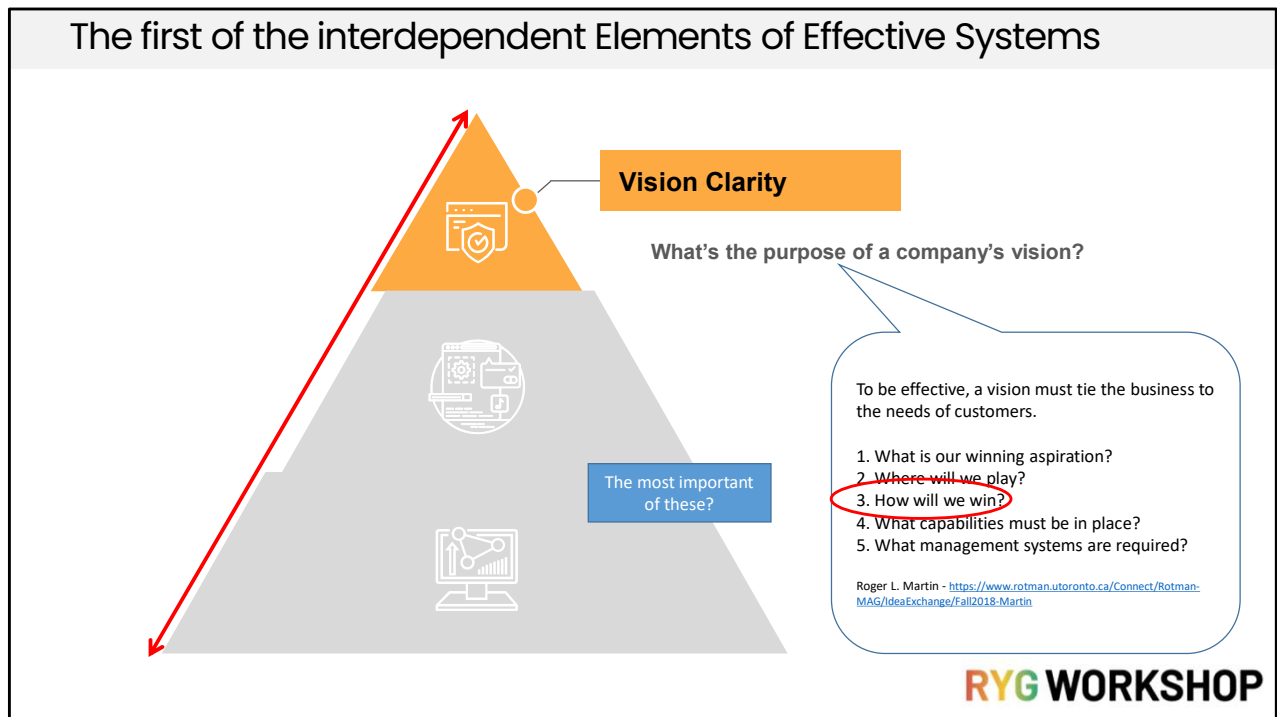 The first of the interdependent Elements of Effective Systems
Vision Clarity
What's the purpose of a company's vision?
To be effective, a vision must tie the business to
the needs of customers.
1. What is our winning aspiration?
2. Where will we play?
3. How will we win?
4. What capabilities must be in place?
5. What management systems are required?
Roger L. Martin - https://www.rotman.utoronto.ca/Connect/Rotman-
MAG/IdeaExchange/Fall2018-Martin
The most important
of these?
RYG WORKSHOP